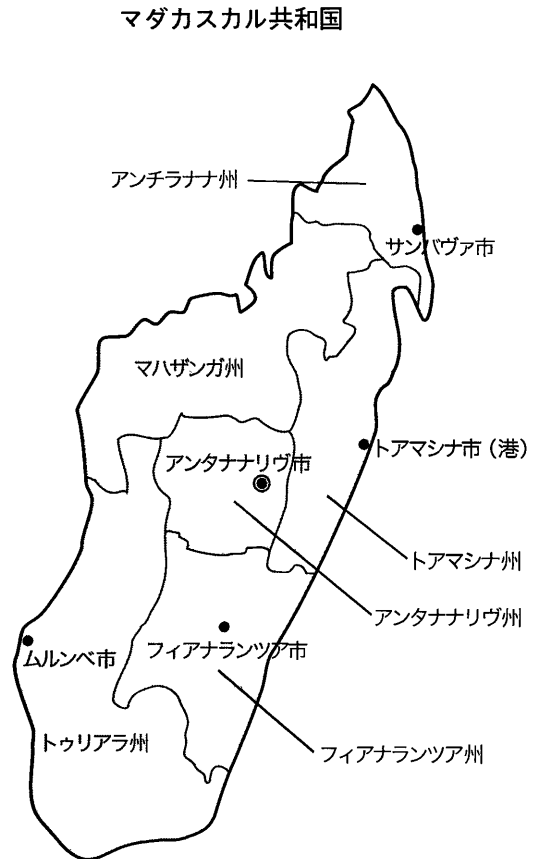 マダカスカル共和国
アンチラナナ州
サンバヴァ市
マハザンガ州
トアマシナ市（港）
アンタナナリヴ市
トアマシナ州
アンタナナリヴ州
フィアナランツア市
ムルンベ市
トゥリアラ州
フィアナランツア州